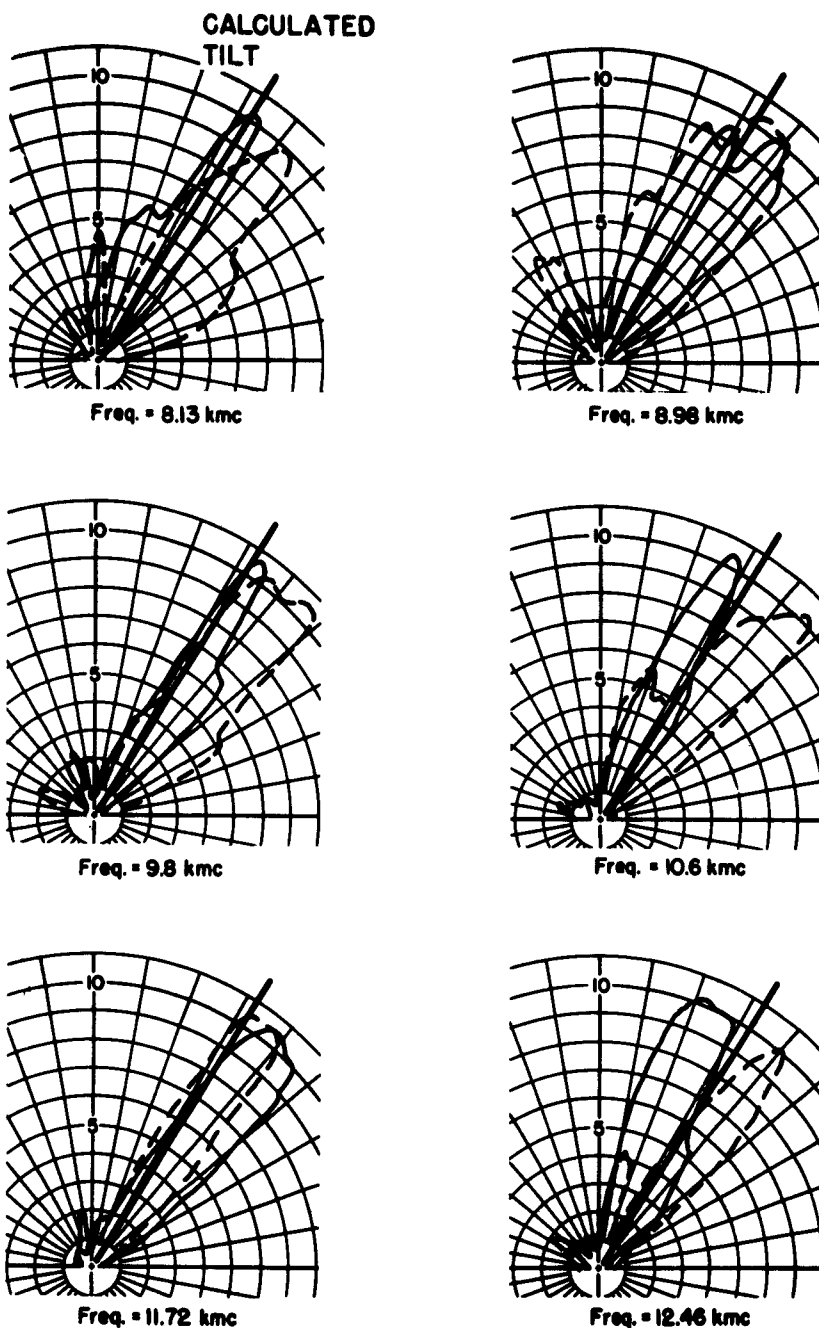 CALCULATED
TILT
10
5
Freq. = 8.13 kmc
10
5
Freq. = 8.98 kmc
10
5
Freq. = 9.8 kmc
10
5
Freq. = 10.6 kmc
10
5
Freq. = 11.72 kmc
10
5
Freq. = 12.46 kmc